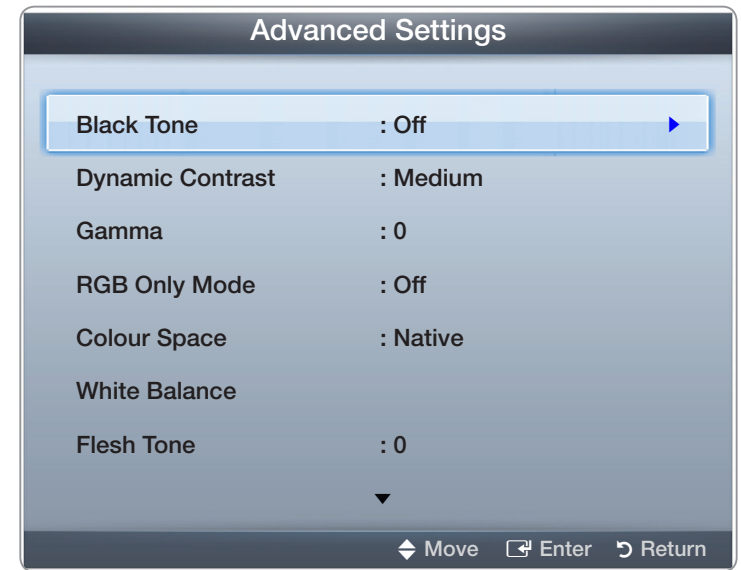 Advanced Settings
Black Tone : Off
Dynamic Contrast : Medium
Gamma : 0
RGB Only Mode : Off
Colour Space : Native
White Balance
Flesh Tone : 0
Move Enter Return